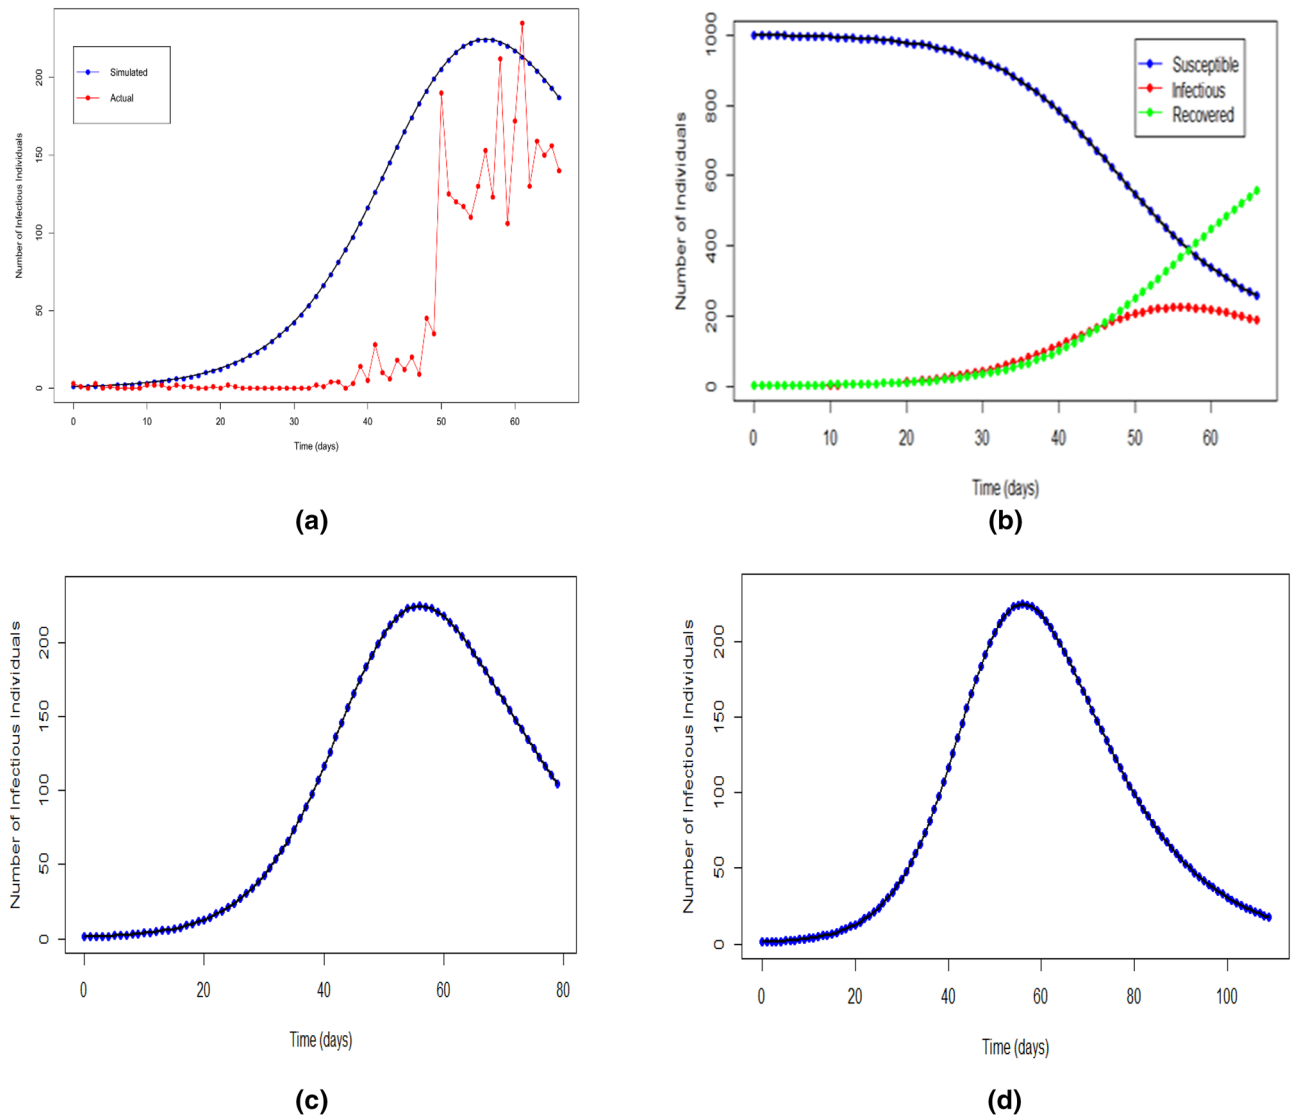 Simulated
Actual
Number of Infectious Individuals
0 50 100 150 200
0 10 20 30 40 50 60
Time (days)
(a)
Susceptible
Infectious
Recovered
Number of Individuals
0 200 400 600 800 1000
0 10 20 30 40 50 60
Time (days)
(b)
Number of Infectious Individuals
0 50 100 150 200
0 20 40 60 80
Time (days)
(c)
Number of Infectious Individuals
0 50 100 150 200
0 20 40 60 80 100
Time (days)
(d)